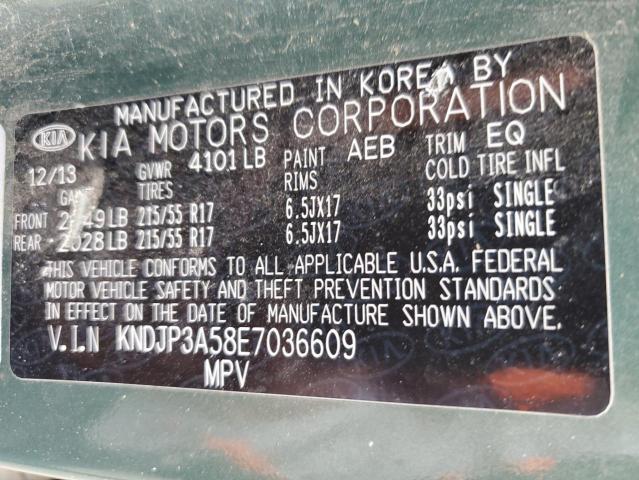 MANUFACTURED IN KOREA BY
KIA KIA MOTORS CORPORATION
12/13 GVWR 4101 LB PAINT AEB TRIM EQ
TIRES RIMS COLD TIRE INFL
FRONT 215/55 R17 6.5JX17 33psi SINGLE
REAR 215/55 R17 6.5JX17 33psi SINGLE
THIS VEHICLE CONFORMS TO ALL APPLICABLE U.S.A. FEDERAL
MOTOR VEHICLE SAFETY AND THEFT PREVENTION STANDARDS
IN EFFECT ON THE DATE OF MANUFACTURE SHOWN ABOVE.
V.I.N KNDJP3A58E7036609
MPV